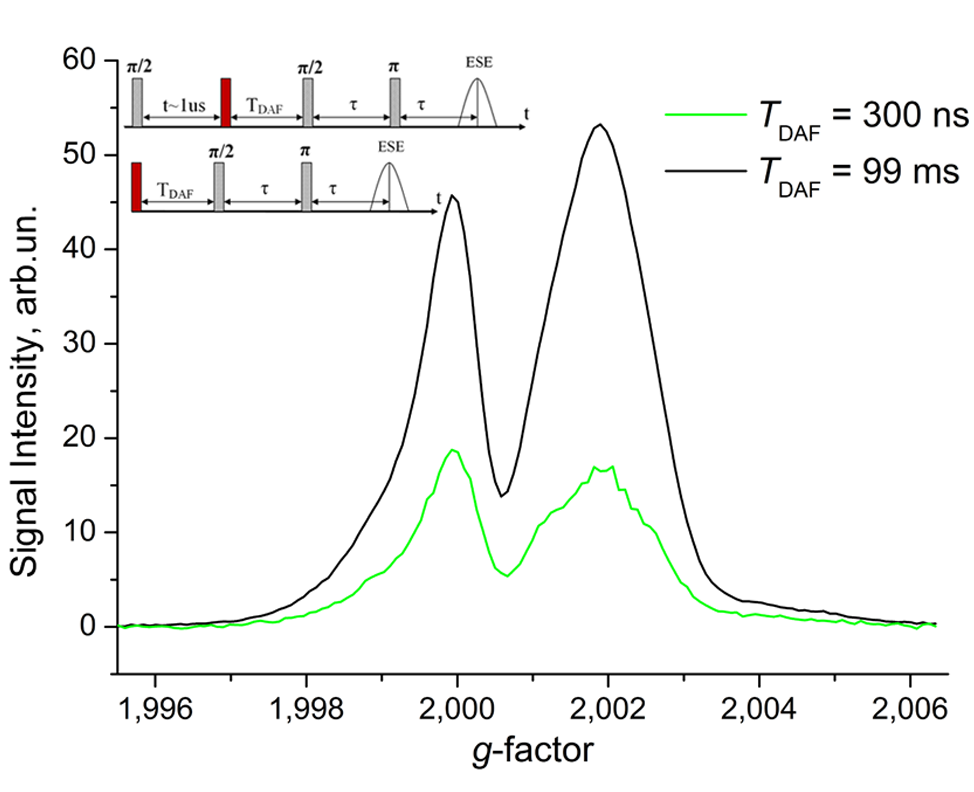 π/2 π/2 π ESE
t~1us T_DAF τ τ t
π/2 π ESE
T_DAF τ τ t
T_DAF = 300 ns
T_DAF = 99 ms
Signal Intensity, arb.un.
60
50
40
30
20
10
0
1,996 1,998 2,000 2,002 2,004 2,006
g-factor